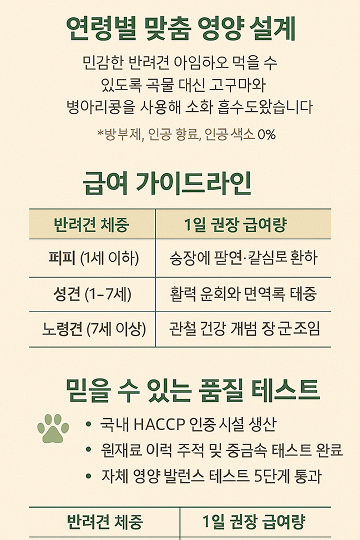 연령별 맞춤 영양 설계
민감한 반려견 아임하오 먹을 수
있도록 곡물 대신 고구마와
병아리콩을 사용해 소화 흡수도왔습니다
*방부제, 인공 향료, 인공 색소 0%
급여 가이드라인
반려견 체중 1일 권장 급여량
퍼피 (1세 이하) 숭장에 팔연·갈심로 환하
성견 (1–7세) 활력 운회와 면역록 태중
노령견 (7세 이상) 관철 건강 개범 장 군조임
믿을 수 있는 품질 테스트
• 국내 HACCP 인증 시설 생산
• 원재료 이럭 주적 및 중금속 태스트 완료
• 자체 영양 발런스 테스트 5단게 통과
반려견 체중 1일 권장 급여량